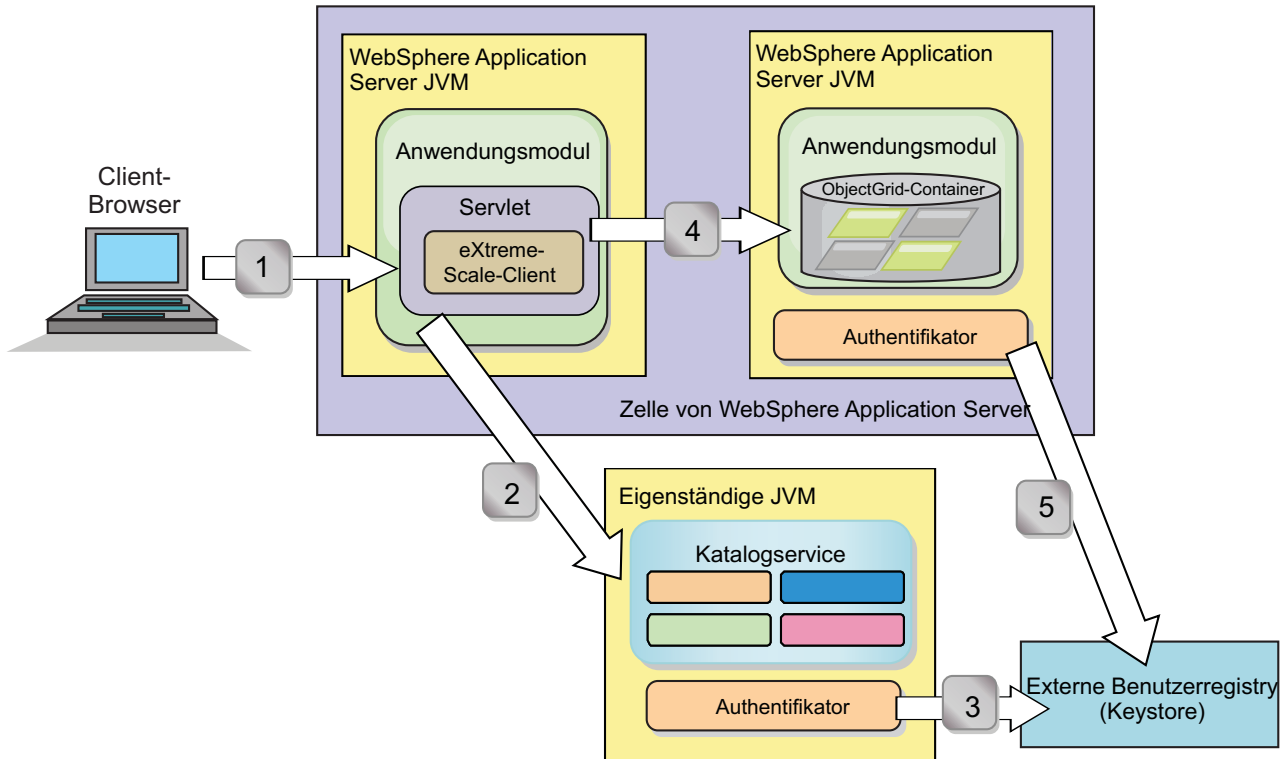 WebSphere Application
Server JVM
Anwendungsmodul
Servlet
eXtreme-
Scale-Client
WebSphere Application
Server JVM
Anwendungsmodul
ObjectGrid-Container
Authentifikator
Client-
Browser
1
4
Zelle von WebSphere Application Server
2
5
Eigenständige JVM
Katalogservice
Authentifikator
3
Externe Benutzerregistry
(Keystore)